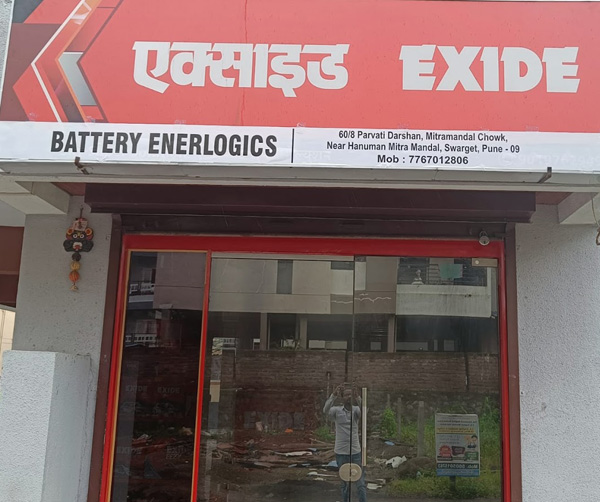 एक्साइड EXIDE
BATTERY ENERLOGICS
60/8 Parvati Darshan, Mitramandal Chowk,
Near Hanuman Mitra Mandal, Swarget, Pune - 09
Mob : 7767012806